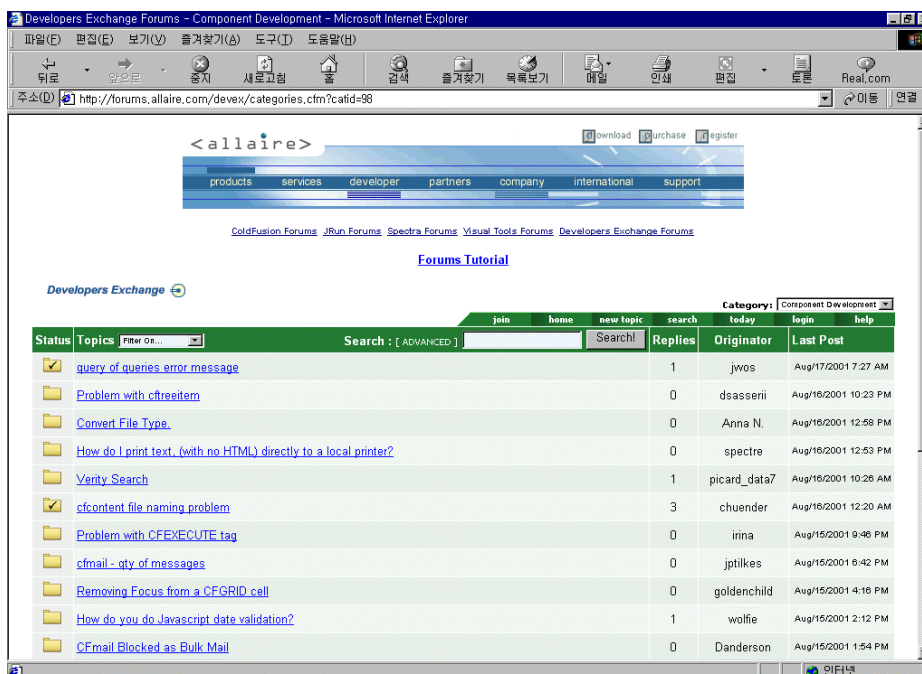 Developers Exchange Forums - Component Development - Microsoft Internet Explorer
파일(F) 편집(E) 보기(V) 즐겨찾기(A) 도구(T) 도움말(H)
뒤로 앞으로 중지 새로고침 홈 검색 즐겨찾기 목록보기 메일 인쇄 편집 토론 Real.com
주소(D) http://forums.allaire.com/devex/categories.cfm?catid=98 이동 연결
<allaire> download purchase register
products services developer partners company international support
ColdFusion Forums JRun Forums Spectra Forums Visual Tools Forums Developers Exchange Forums
Forums Tutorial
Developers Exchange
Category: Component Development
join home new topic search today login help
Status Topics Filter On... Search : [ ADVANCED ] Search! Replies Originator Last Post
query of queries error message 1 jwos Aug/17/2001 7:27 AM
Problem with cftreeitem 0 dsasserii Aug/16/2001 10:23 PM
Convert File Type. 0 Anna N. Aug/16/2001 12:58 PM
How do I print text, (with no HTML) directly to a local printer? 0 spectre Aug/16/2001 12:53 PM
Verity Search 1 picard_data7 Aug/16/2001 10:26 AM
cfcontent file naming problem 3 chuender Aug/16/2001 12:20 AM
Problem with CFEXECUTE tag 0 irina Aug/15/2001 9:46 PM
cfmail - qty of messages 0 jptilkes Aug/15/2001 6:42 PM
Removing Focus from a CFGRID cell 0 goldenchild Aug/15/2001 4:16 PM
How do you do Javascript date validation? 1 wolfie Aug/15/2001 2:12 PM
CFmail Blocked as Bulk Mail 0 Danderson Aug/15/2001 1:54 PM
인터넷